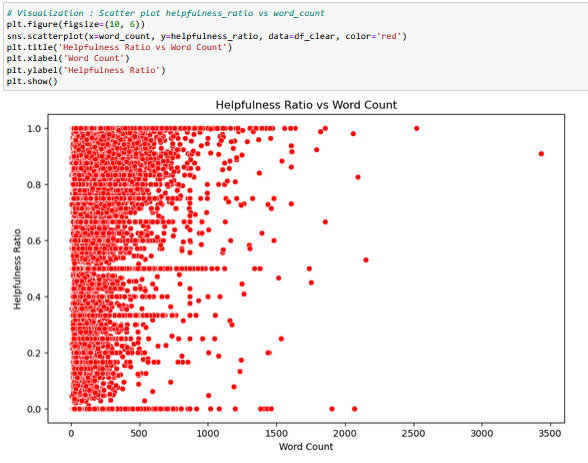 # Visualization : Scatter plot helpfulness_ratio vs word_count
plt.figure(figsize=(10, 6))
sns.scatterplot(x=word_count, y=helpfulness_ratio, data=df_clear, color='red')
plt.title('Helpfulness Ratio vs Word Count')
plt.xlabel('Word Count')
plt.ylabel('Helpfulness Ratio')
plt.show()
Helpfulness Ratio vs Word Count
1.0
0.8
0.6
0.4
0.2
0.0
Helpfulness Ratio
0 500 1000 1500 2000 2500 3000 3500
Word Count